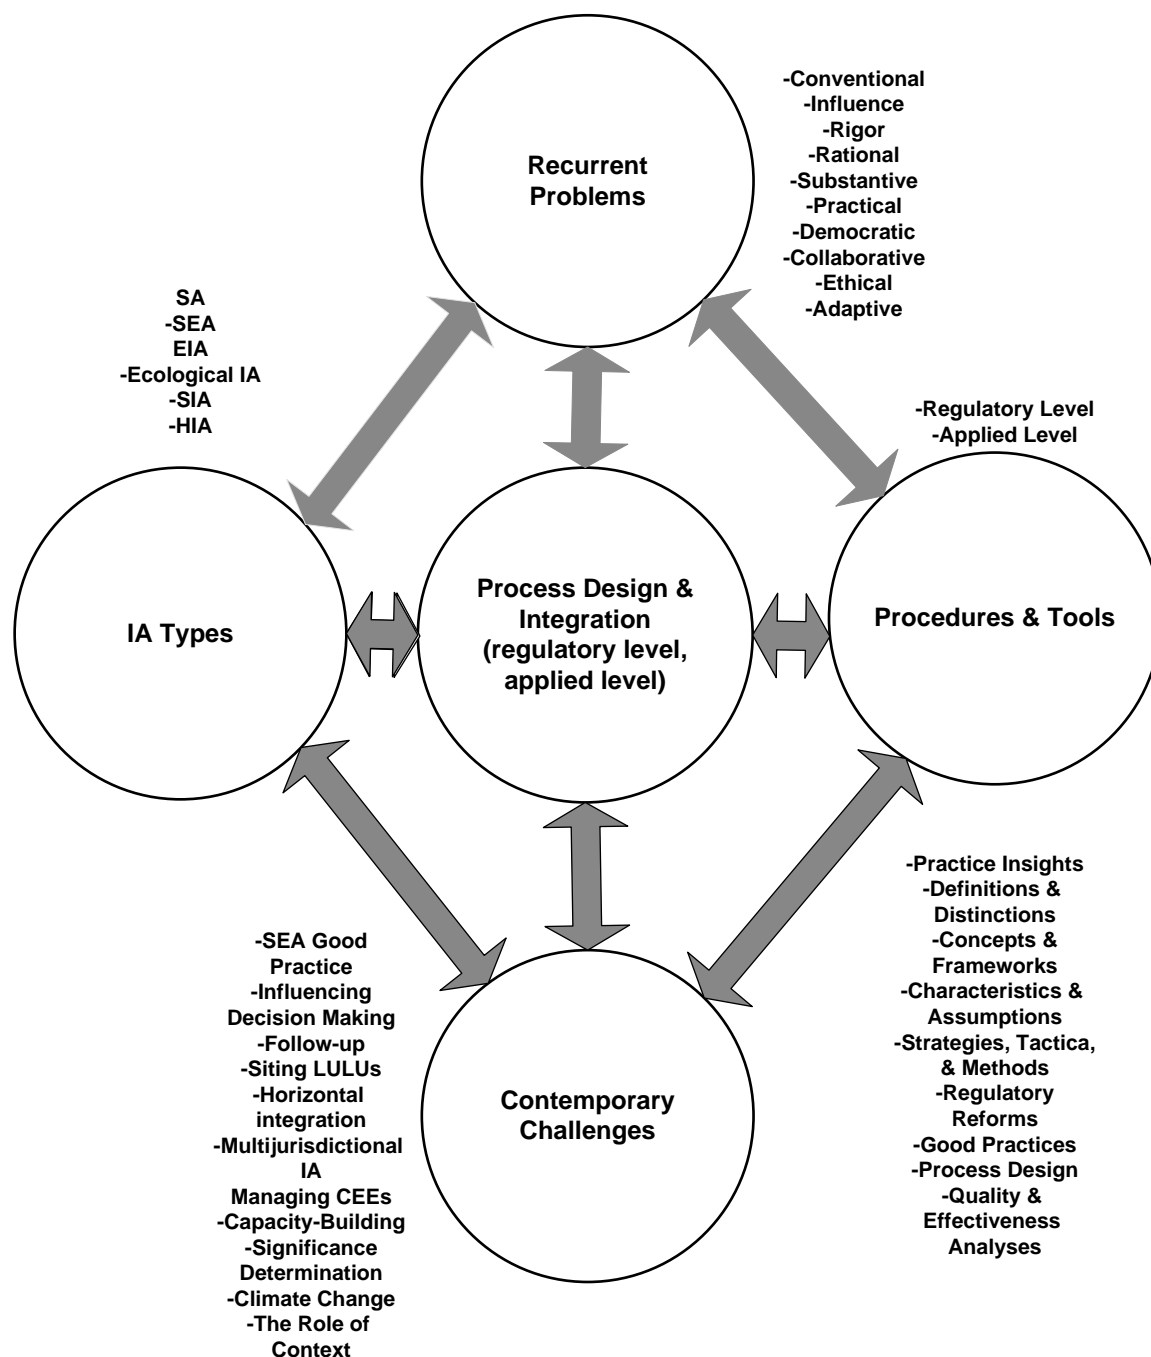 Recurrent
Problems
-Conventional
-Influence
-Rigor
-Rational
-Substantive
-Practical
-Democratic
-Collaborative
-Ethical
-Adaptive
SA
-SEA
EIA
-Ecological IA
-SIA
-HIA
-Regulatory Level
-Applied Level
IA Types
Process Design &
Integration
(regulatory level,
applied level)
Procedures & Tools
-SEA Good
Practice
-Influencing
Decision Making
-Follow-up
-Siting LULUs
-Horizontal
integration
-Multijurisdictional
IA
Managing CEEs
-Capacity-Building
-Significance
Determination
-Climate Change
-The Role of
Context
Contemporary
Challenges
-Practice Insights
-Definitions &
Distinctions
-Concepts &
Frameworks
-Characteristics &
Assumptions
-Strategies, Tactica,
& Methods
-Regulatory
Reforms
-Good Practices
-Process Design
-Quality &
Effectiveness
Analyses